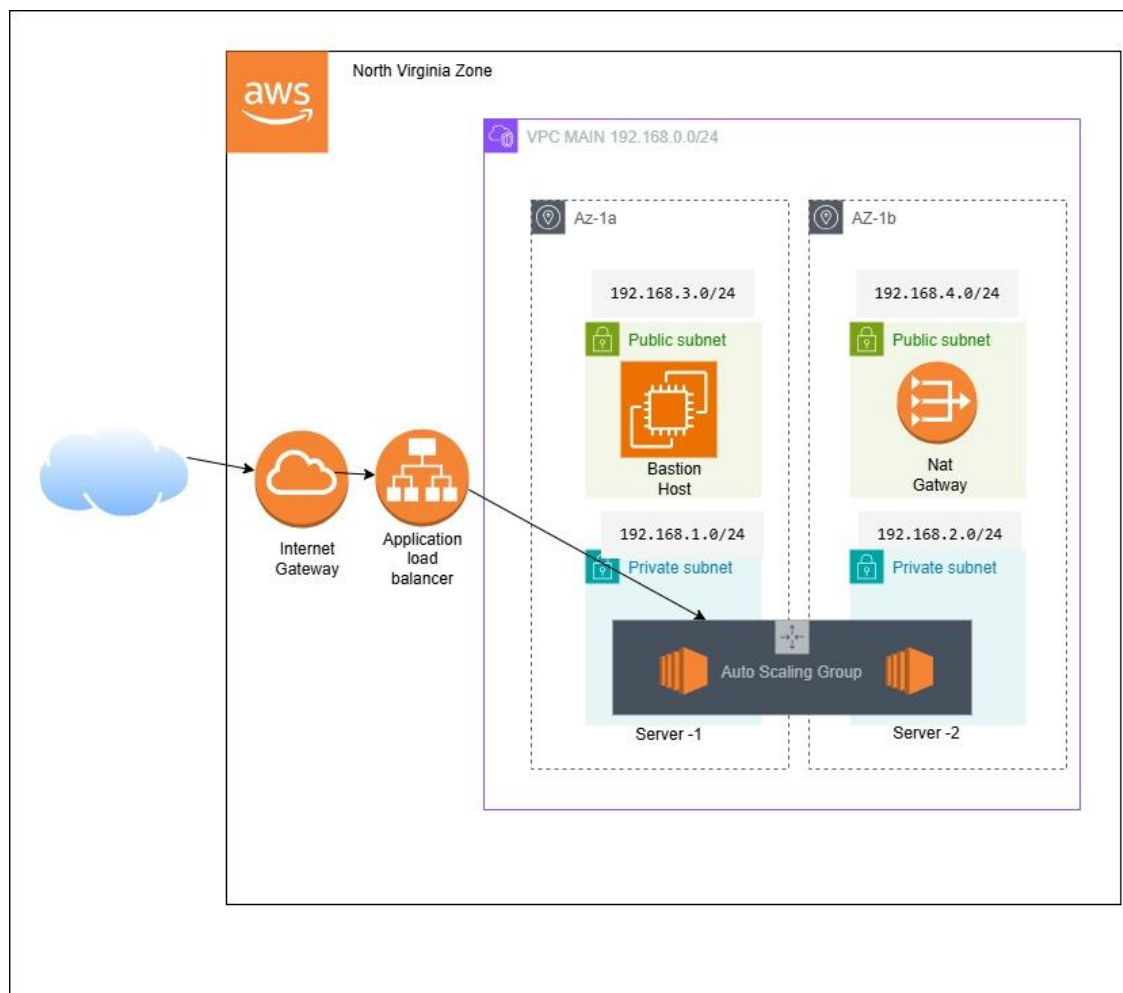 aws
North Virginia Zone
VPC MAIN 192.168.0.0/24
Az-1a
AZ-1b
192.168.3.0/24
192.168.4.0/24
Public subnet
Public subnet
Bastion
Host
Nat
Gatway
Internet
Gateway
Application
load
balancer
192.168.1.0/24
192.168.2.0/24
Private subnet
Private subnet
Auto Scaling Group
Server -1
Server -2